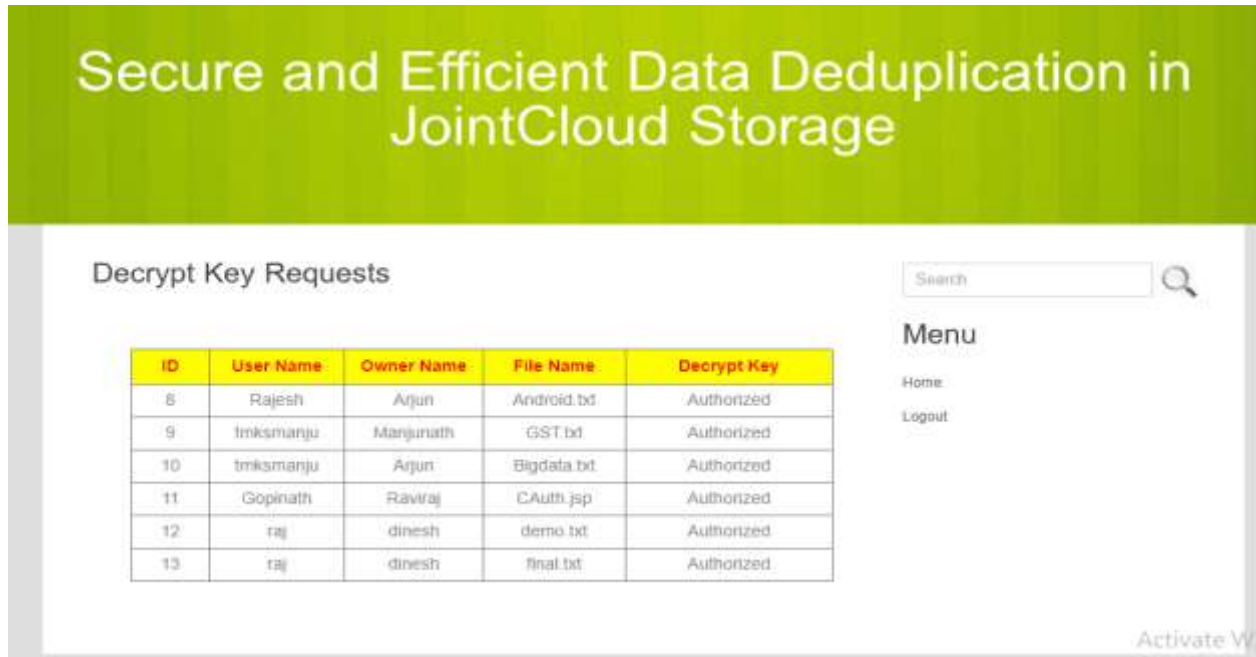 Secure and Efficient Data Deduplication in
JointCloud Storage
Decrypt Key Requests
Search
Menu
Home
Logout
ID User Name Owner Name File Name Decrypt Key
8 Rajesh Arjun Android.txt Authorized
9 tmksmanju Manjunath GST.txt Authorized
10 tmksmanju Arjun Bigdata.txt Authorized
11 Gopinath Raviraj CAuth.jsp Authorized
12 raj dinesh demo.txt Authorized
13 raj dinesh final.txt Authorized
Activate W